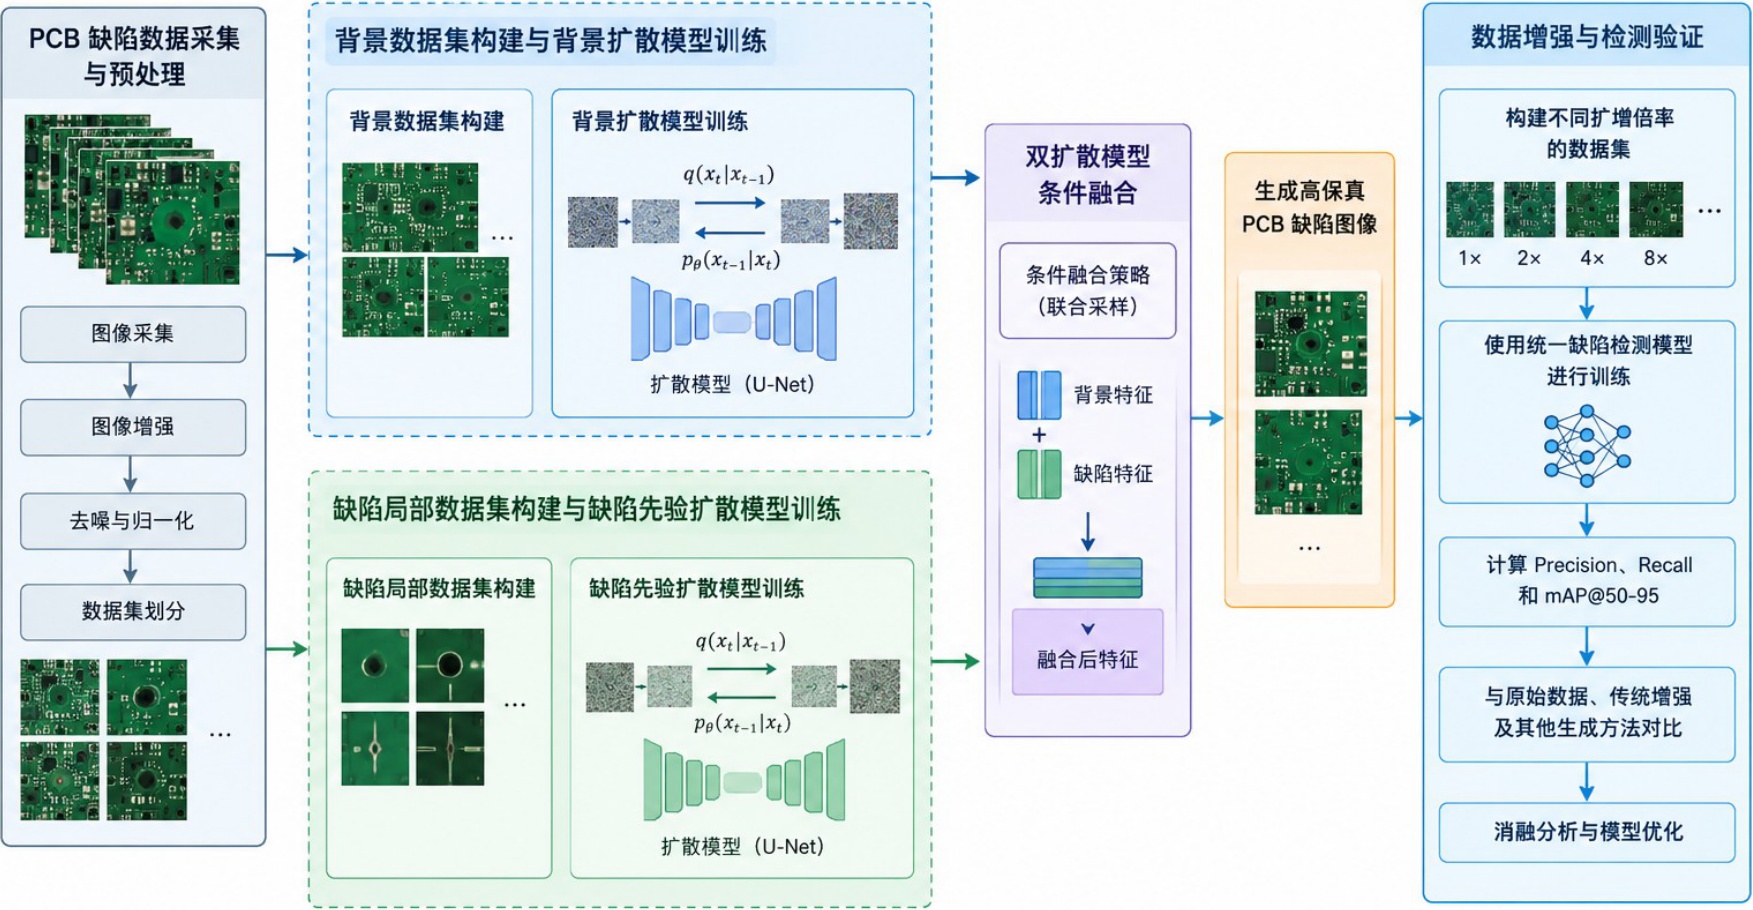 PCB 缺陷数据采集
与预处理
图像采集
图像增强
去噪与归一化
数据集划分
...
背景数据集构建与背景扩散模型训练
背景数据集构建
...
背景扩散模型训练
q(x_t|x_{t−1})
p_θ(x_{t−1}|x_t)
扩散模型（U-Net）
缺陷局部数据集构建与缺陷先验扩散模型训练
缺陷局部数据集构建
...
缺陷先验扩散模型训练
q(x_t|x_{t−1})
p_θ(x_{t−1}|x_t)
扩散模型（U-Net）
双扩散模型
条件融合
条件融合策略
（联合采样）
背景特征
+
缺陷特征
融合后特征
生成高保真
PCB 缺陷图像
...
数据增强与检测验证
构建不同扩增倍率
的数据集
...
1× 2× 4× 8×
使用统一缺陷检测模型
进行训练
计算 Precision、Recall
和 mAP@50-95
与原始数据、传统增强
及其他生成方法对比
消融分析与模型优化